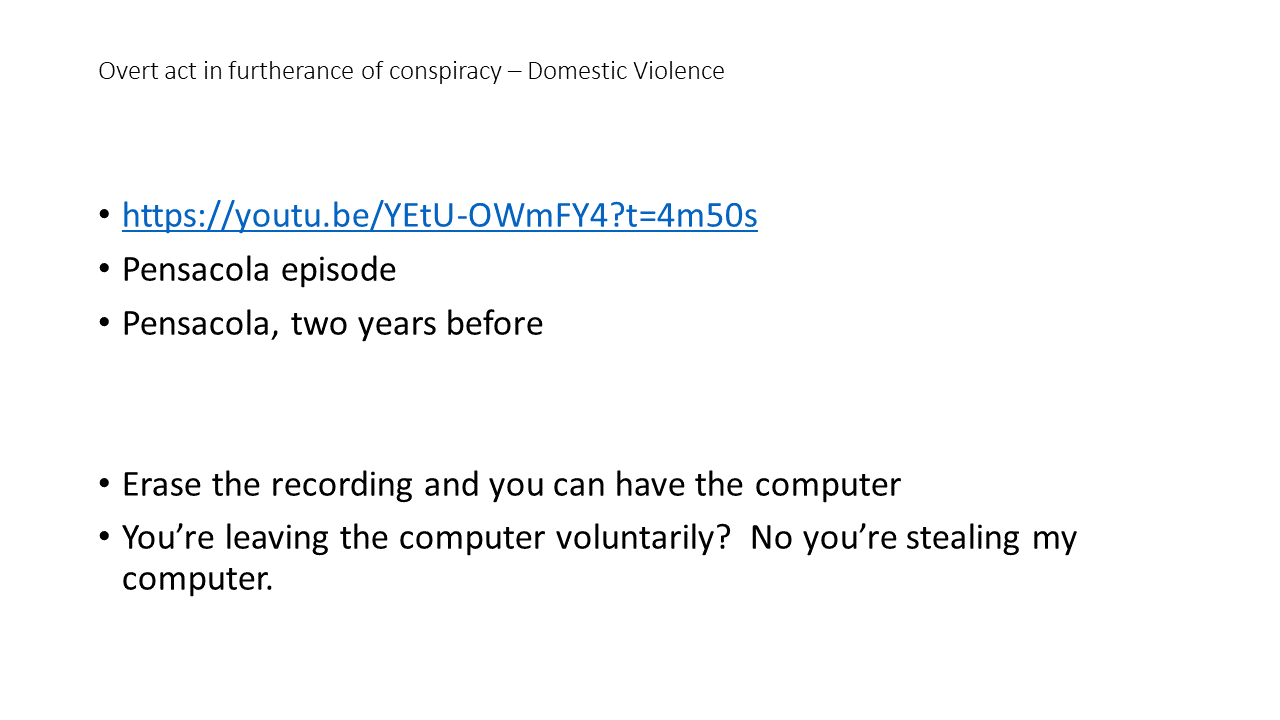 Overt act in furtherance of conspiracy – Domestic Violence
• https://youtu.be/YEtU-OWmFY4?t=4m50s
• Pensacola episode
• Pensacola, two years before
• Erase the recording and you can have the computer
• You’re leaving the computer voluntarily?  No you’re stealing my
computer.